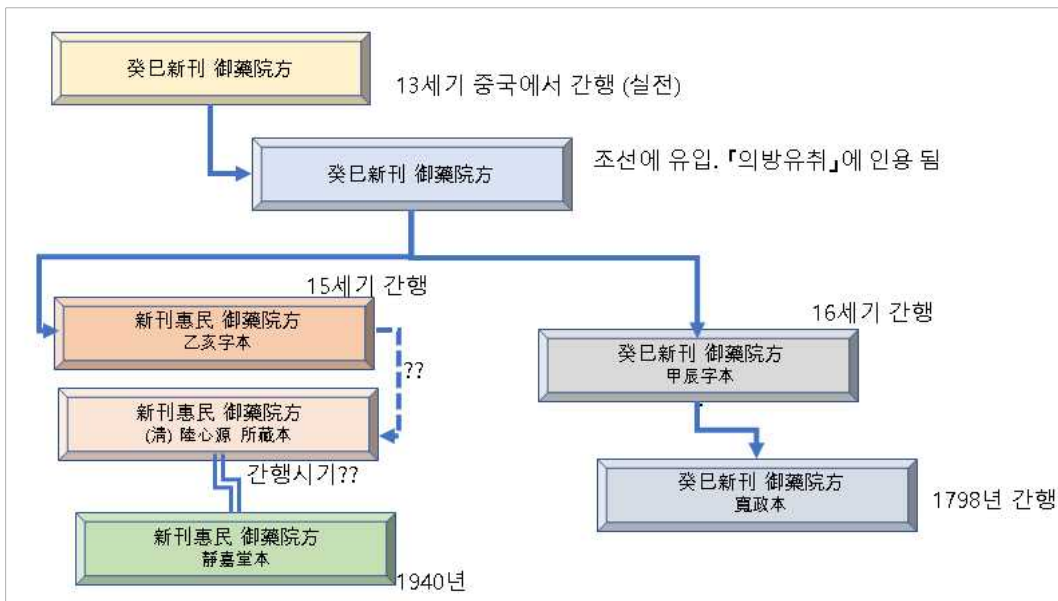 癸巳新刊 御藥院方
13세기 중국에서 간행 (실전)
癸巳新刊 御藥院方
조선에 유입. 『의방유취』에 인용 됨
15세기 간행
新刊惠民 御藥院方
乙亥字本
??
16세기 간행
癸巳新刊 御藥院方
甲辰字本
新刊惠民 御藥院方
(淸) 陸心源 所藏本
간행시기??
癸巳新刊 御藥院方
寬政本
1798년 간행
新刊惠民 御藥院方
靜嘉堂本
1940년